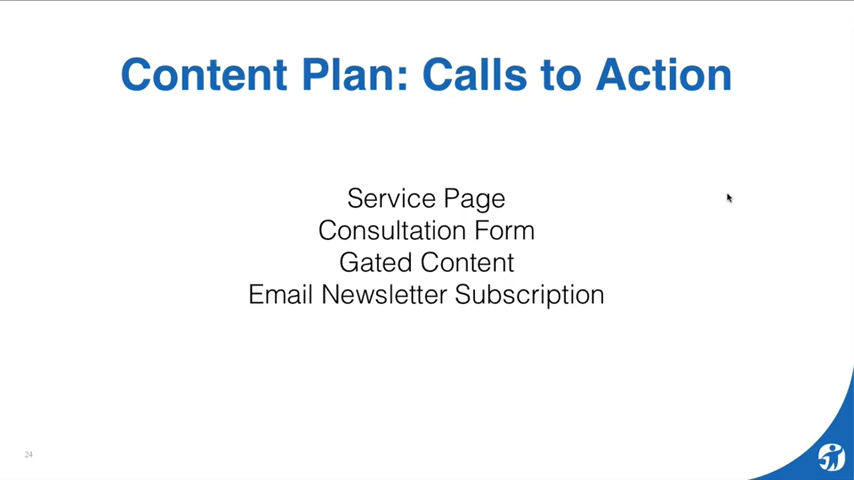 Content Plan: Calls to Action
Service Page
Consultation Form
Gated Content
Email Newsletter Subscription
24